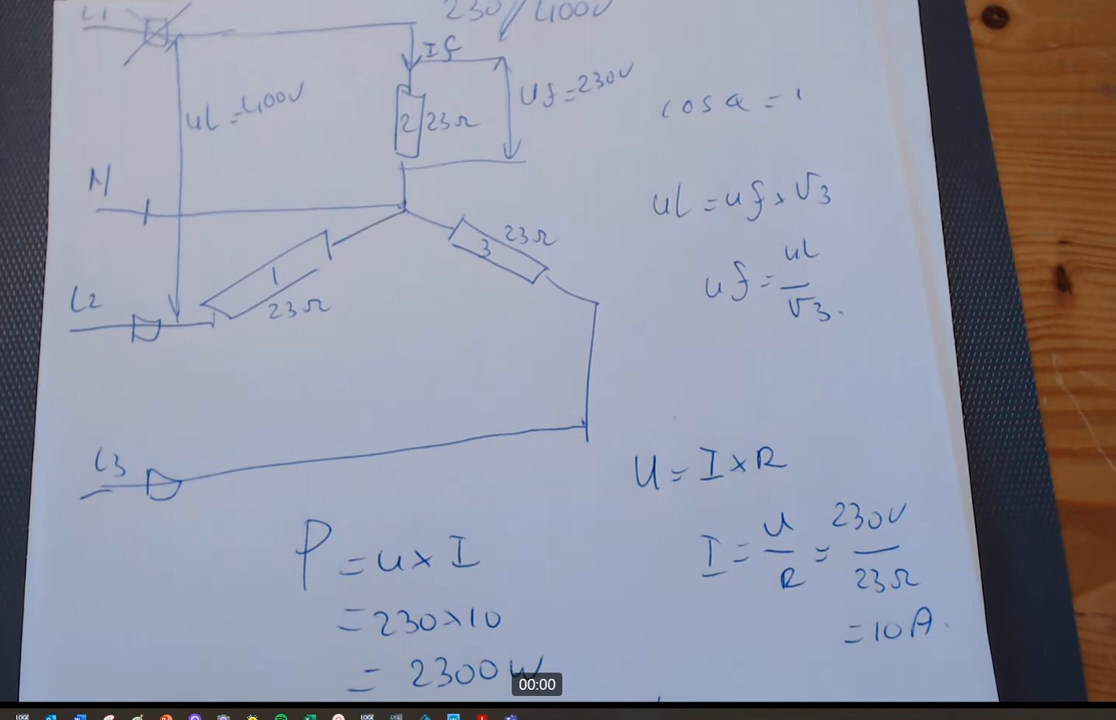 L1
230/400V
If
ul = 400V
2
23Ω
Uf = 230V
cos φ = 1
N
ul = uf x √3
3
23Ω
1
23Ω
uf = ul / √3.
L2
L3
U = I x R
I = U / R = 230V / 23Ω
= 10A.
P = u x I
= 230 x 10
= 2300W
00:00